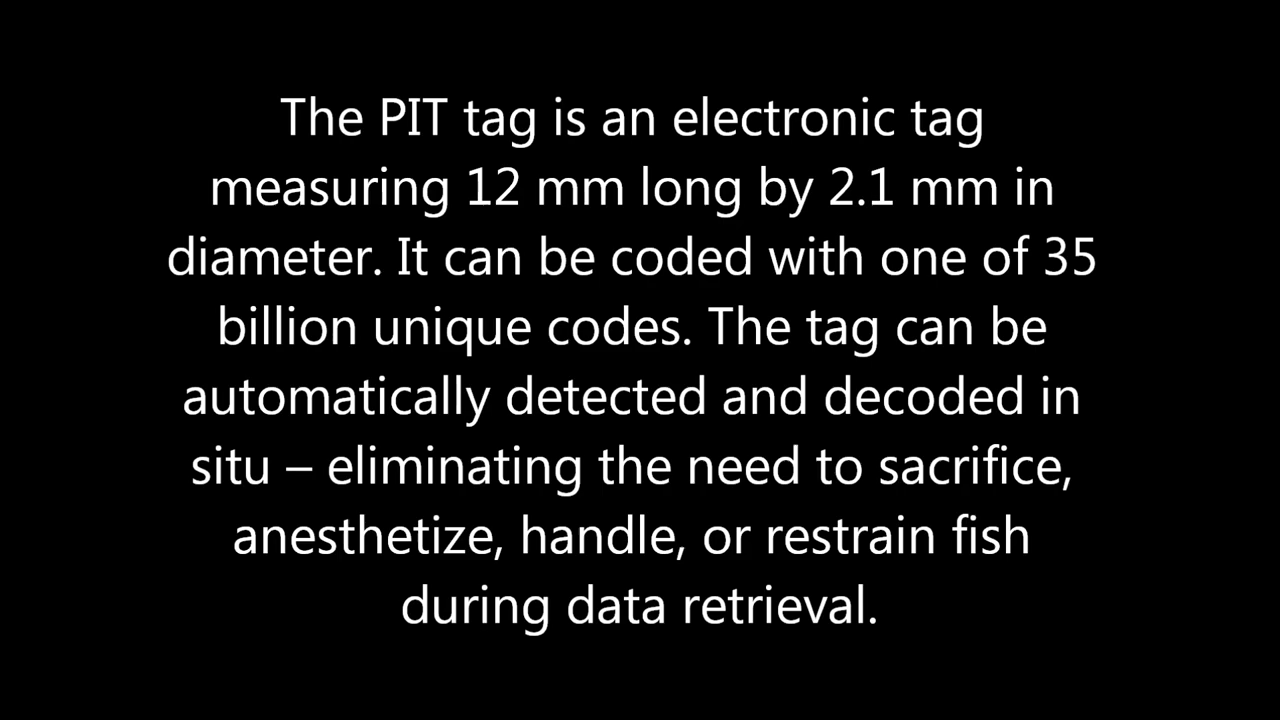 The PIT tag is an electronic tag
measuring 12 mm long by 2.1 mm in
diameter. It can be coded with one of 35
billion unique codes. The tag can be
automatically detected and decoded in
situ – eliminating the need to sacrifice,
anesthetize, handle, or restrain fish
during data retrieval.